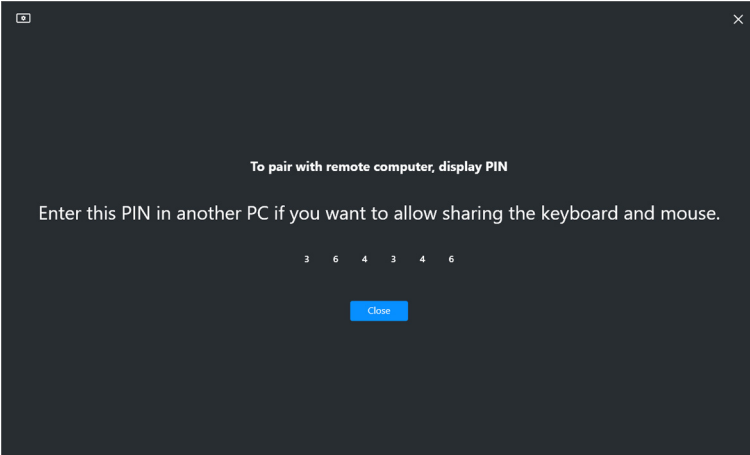 To pair with remote computer, display PIN
Enter this PIN in another PC if you want to allow sharing the keyboard and mouse.
3 6 4 3 4 6
Close